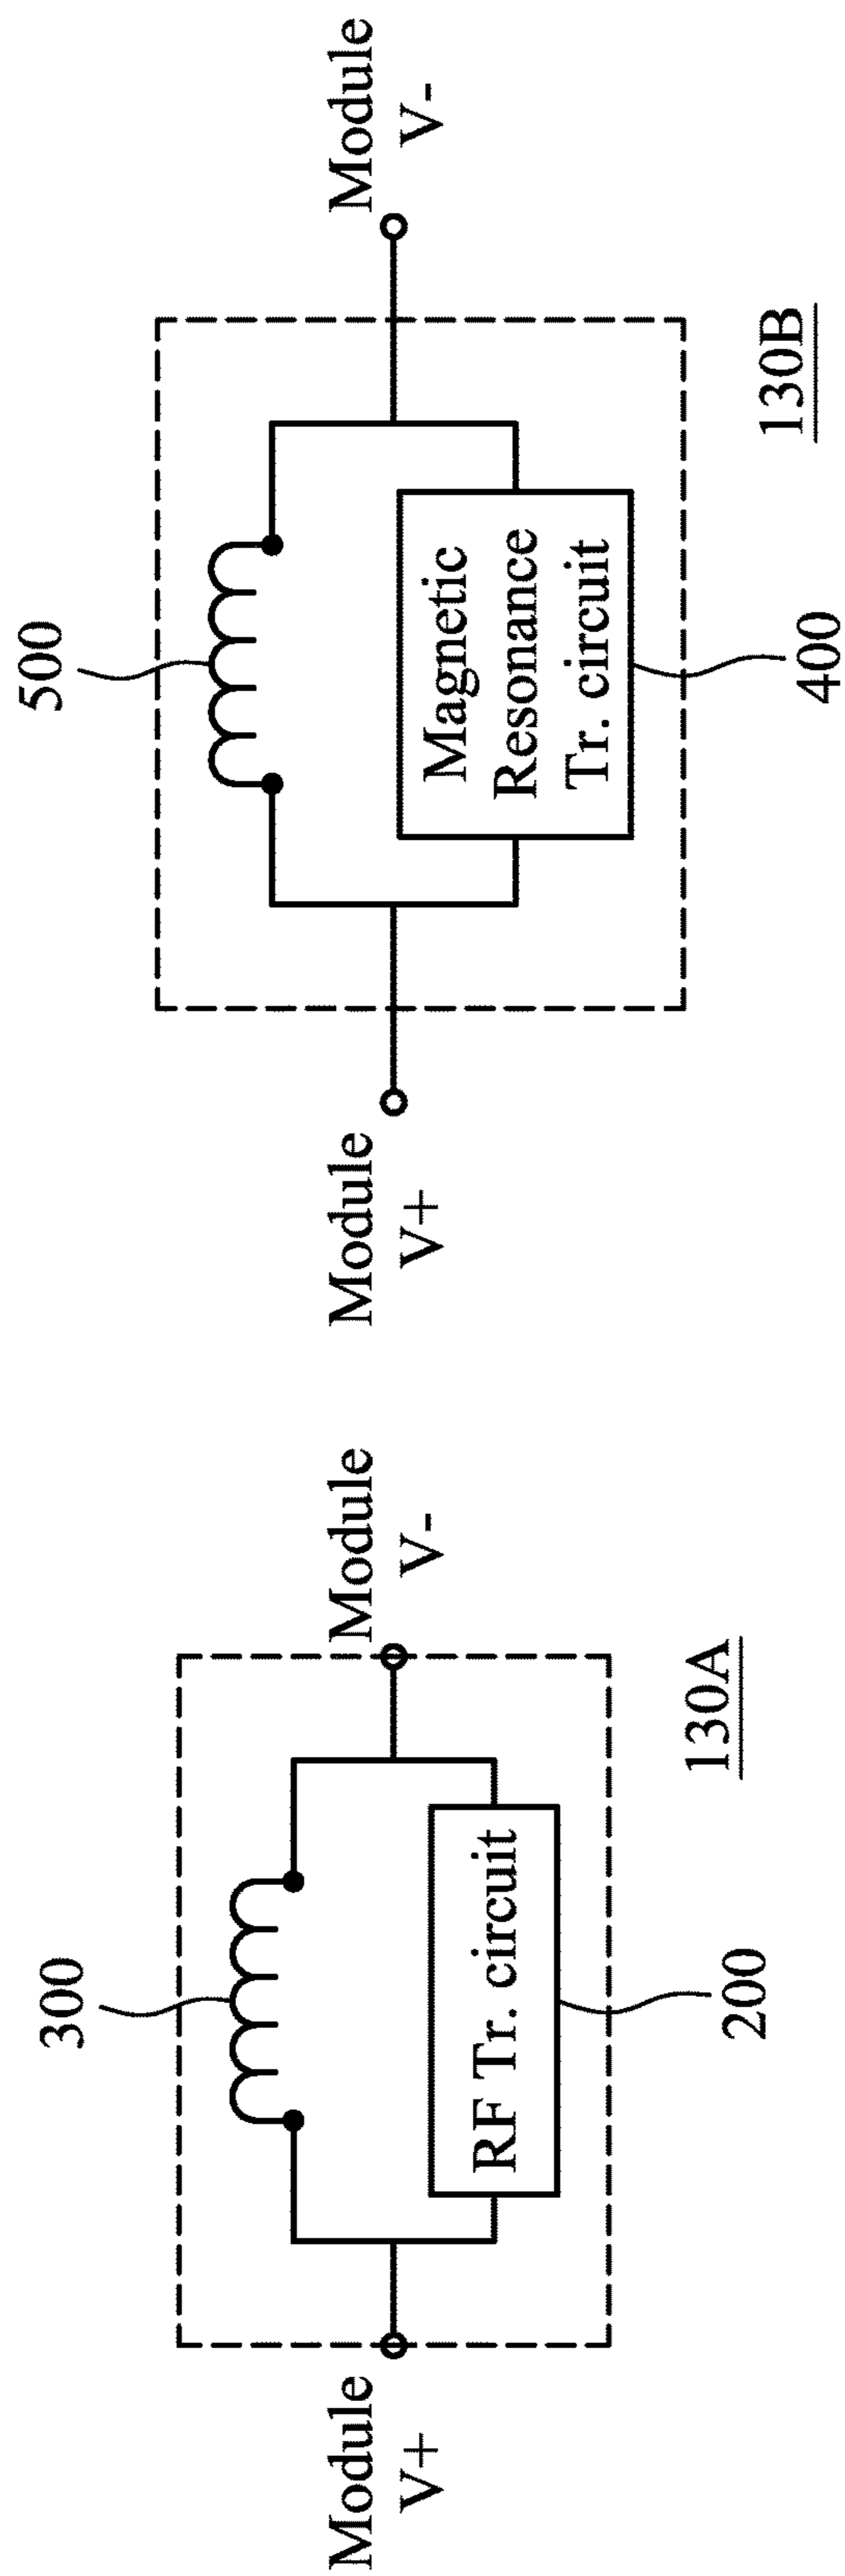 300
Module
V+
RF Tr. circuit
Module
V-
200
130A
500
Module
V+
Magnetic
Resonance
Tr. circuit
Module
V-
400
130B